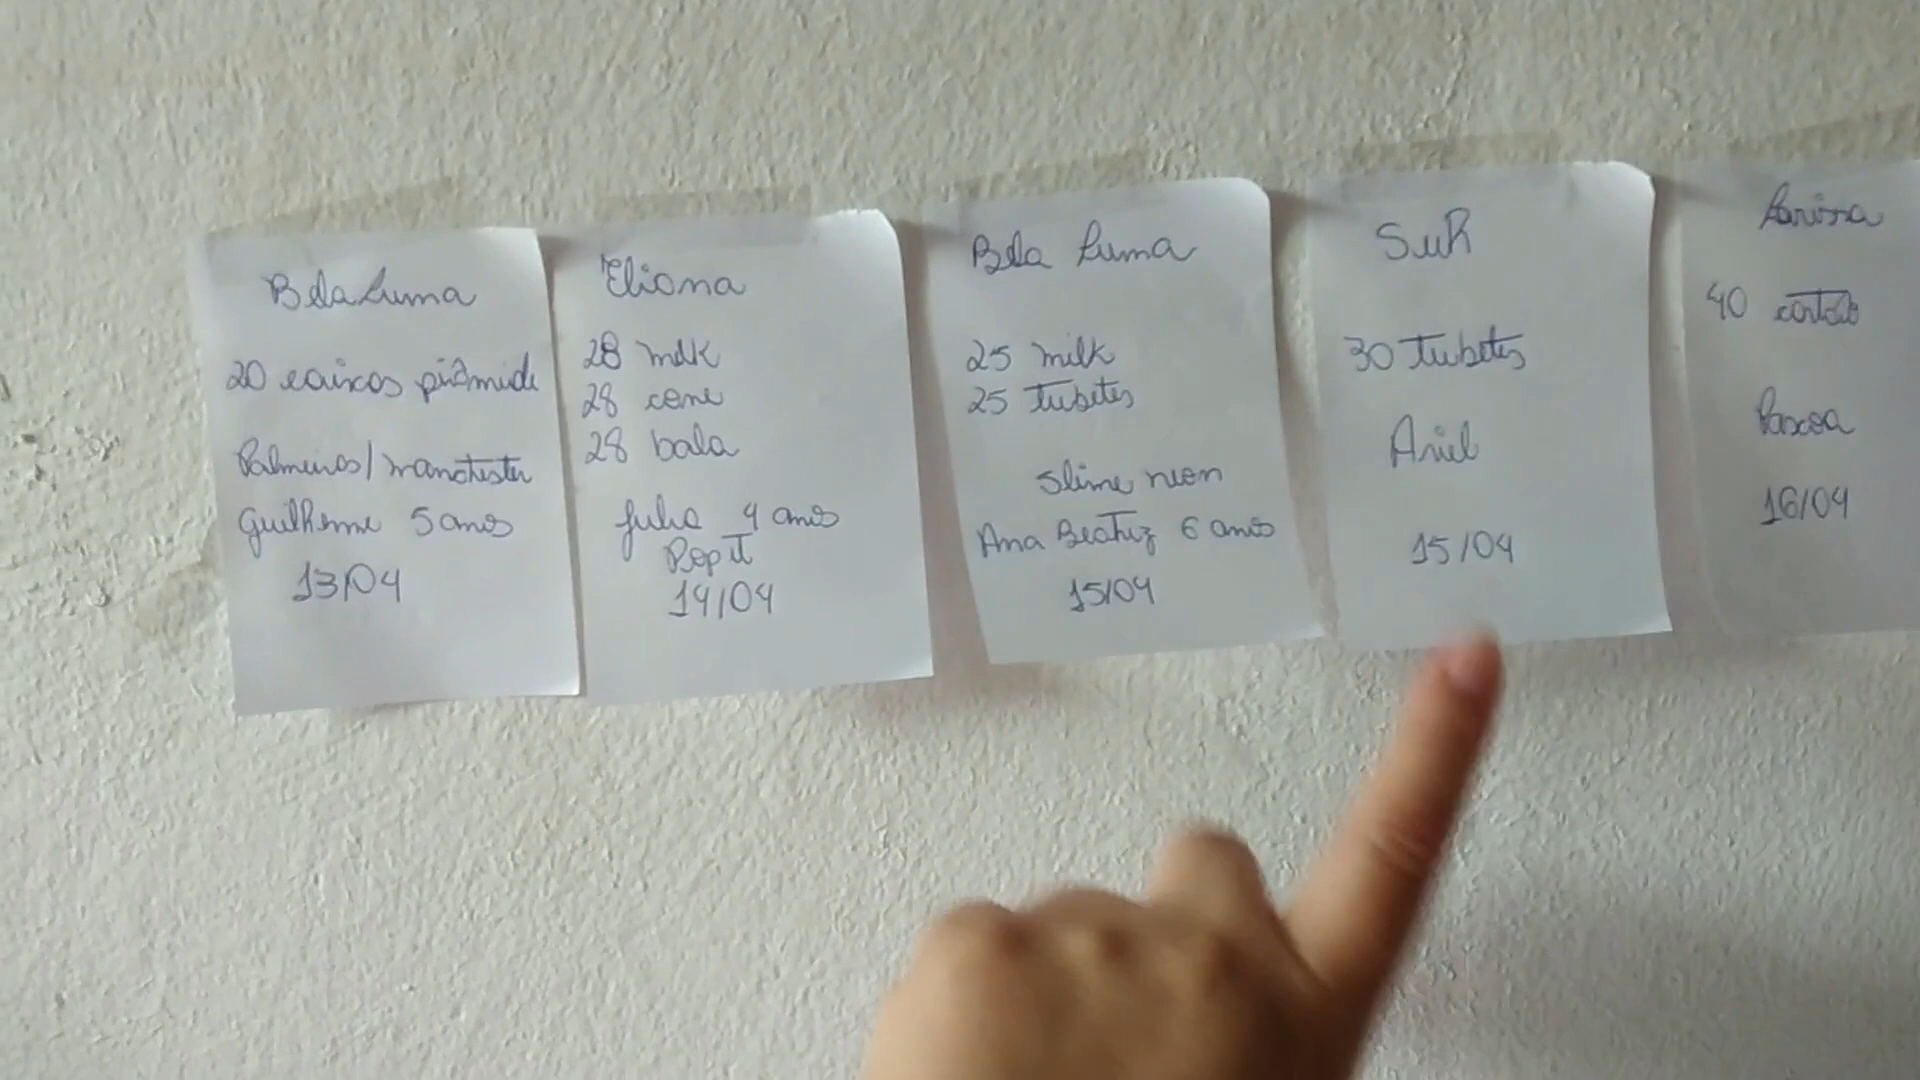 Bela Luma
20 caixas pirâmide
Palmeiras/manchester
Guilherme 5 anos
13/04
Eliana
28 milk
28 cone
28 bala
Julia 4 anos
Pop it
14/04
Bela Luma
25 milk
25 tubetes
slime neon
Ana Beatriz 6 anos
15/04
SuR
30 tubetes
Ariel
15/04
Larissa
40
Pascoa
16/04